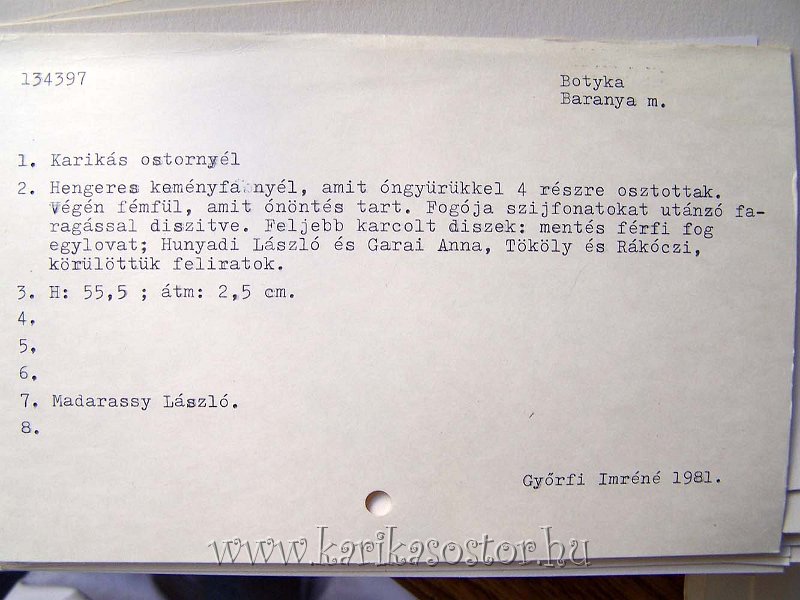 134397
Botyka
Baranya m.
1. Karikás ostornyél
2. Hengeres keményfa nyél, amit óngyürükkel 4 részre osztottak.
Végén fémfül, amit ónöntés tart. Fogója szijfonatokat utánzó fa-
ragással diszitve. Feljebb karcolt diszek: mentés férfi fog
egylovat; Hunyadi László és Garai Anna, Tököly és Rákóczi,
körülöttük feliratok.
3. H: 55,5 ; átm: 2,5 cm.
4.
5,
6.
7. Madarassy László.
8.
Győrfi Imréné 1981.
www.karikasostor.hu